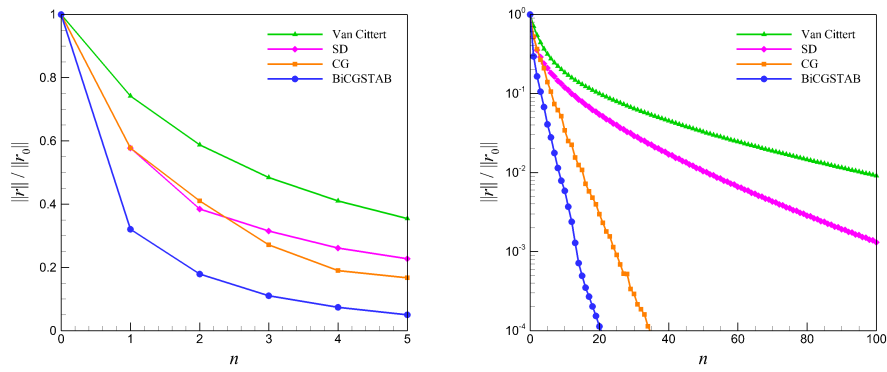 ||r|| / ||r₀||
1
0.8
0.6
0.4
0.2
0
0 1 2 3 4 5
n
Van Cittert
SD
CG
BiCGSTAB
||r|| / ||r₀||
10⁰
10⁻¹
10⁻²
10⁻³
10⁻⁴
0 20 40 60 80 100
n
Van Cittert
SD
CG
BiCGSTAB